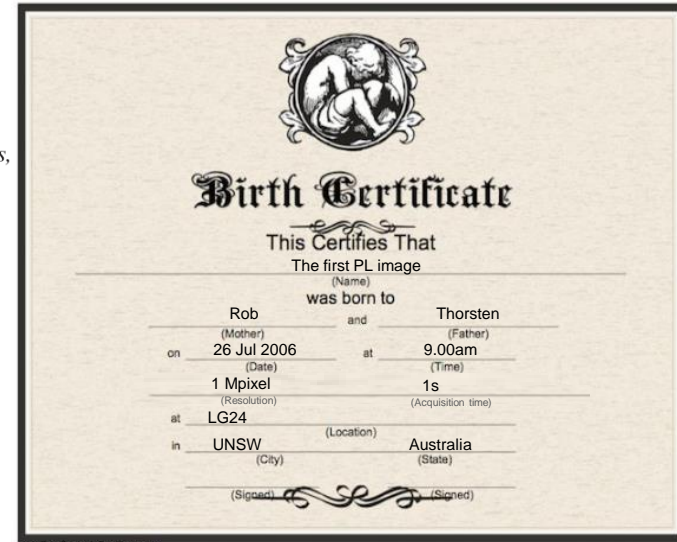 s,
Birth Certificate
This Certifies That
The first PL image
(Name)
was born to
Rob and Thorsten
(Mother) (Father)
on 26 Jul 2006 at 9.00am
(Date) (Time)
1 Mpixel 1s
(Resolution) (Acquisition time)
at LG24
(Location)
in UNSW Australia
(City) (State)
(Signed) (Signed)